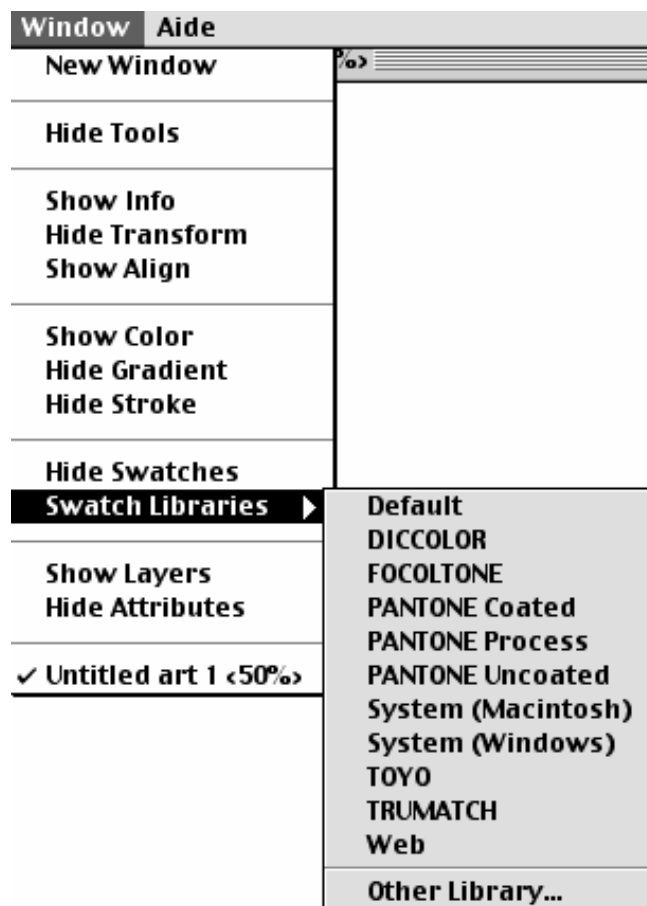 Window Aide
New Window
%>
Hide Tools
Show Info
Hide Transform
Show Align
Show Color
Hide Gradient
Hide Stroke
Hide Swatches
Swatch Libraries
Show Layers
Hide Attributes
✓ Untitled art 1 <50%>
Default
DICCOLOR
FOCOLTONE
PANTONE Coated
PANTONE Process
PANTONE Uncoated
System (Macintosh)
System (Windows)
TOYO
TRUMATCH
Web
Other Library...